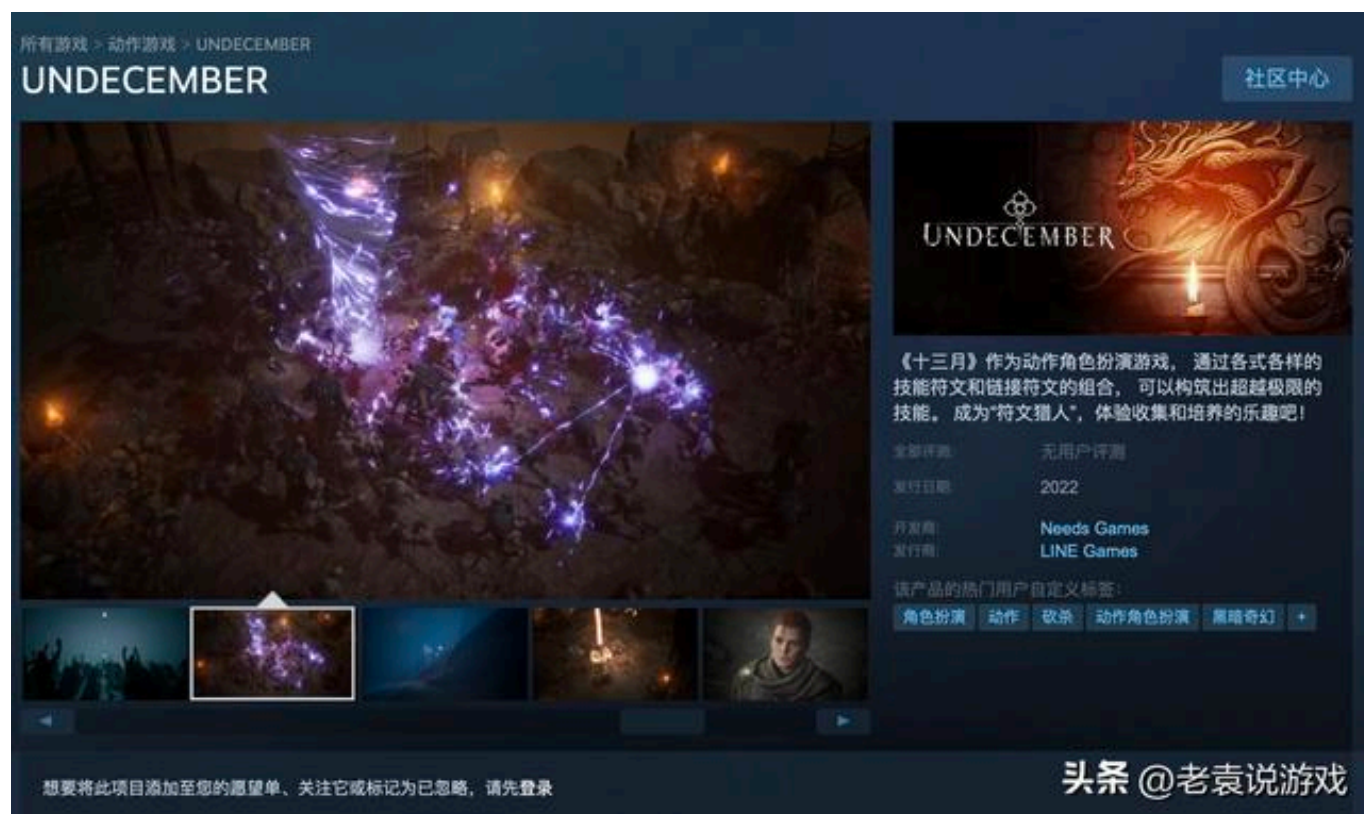 所有游戏 > 动作游戏 > UNDECEMBER
UNDECEMBER
社区中心
UNDECEMBER
《十三月》作为动作角色扮演游戏， 通过各式各样的
技能符文和链接符文的组合， 可以构筑出超越极限的
技能。 成为“符文猎人”，体验收集和培养的乐趣吧！
全部评测: 无用户评测
发行日期: 2022
开发商: Needs Games
发行商: LINE Games
该产品的热门用户自定义标签：
角色扮演 动作 砍杀 动作角色扮演 黑暗奇幻 +
想要将此项目添加至您的愿望单、关注它或标记为已忽略，请先登录
头条 @老袁说游戏